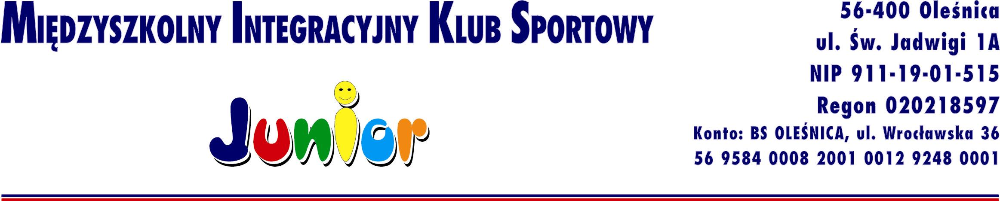 MIĘDZYSZKOLNY INTEGRACYJNY KLUB SPORTOWY
Junior
56-400 Oleśnica
ul. Św. Jadwigi 1A
NIP 911-19-01-515
Regon 020218597
Konto: BS OLEŚNICA, ul. Wrocławska 36
56 9584 0008 2001 0012 9248 0001